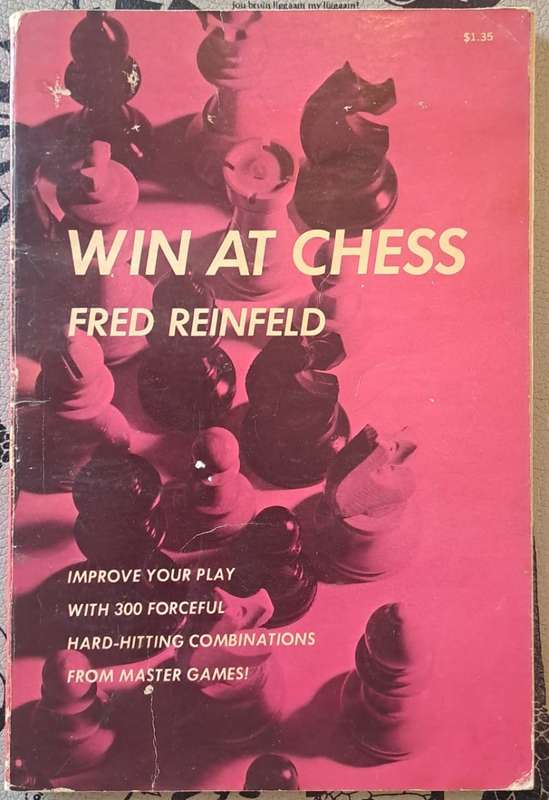 $1.35
WIN AT CHESS
FRED REINFELD
IMPROVE YOUR PLAY
WITH 300 FORCEFUL
HARD-HITTING COMBINATIONS
FROM MASTER GAMES!